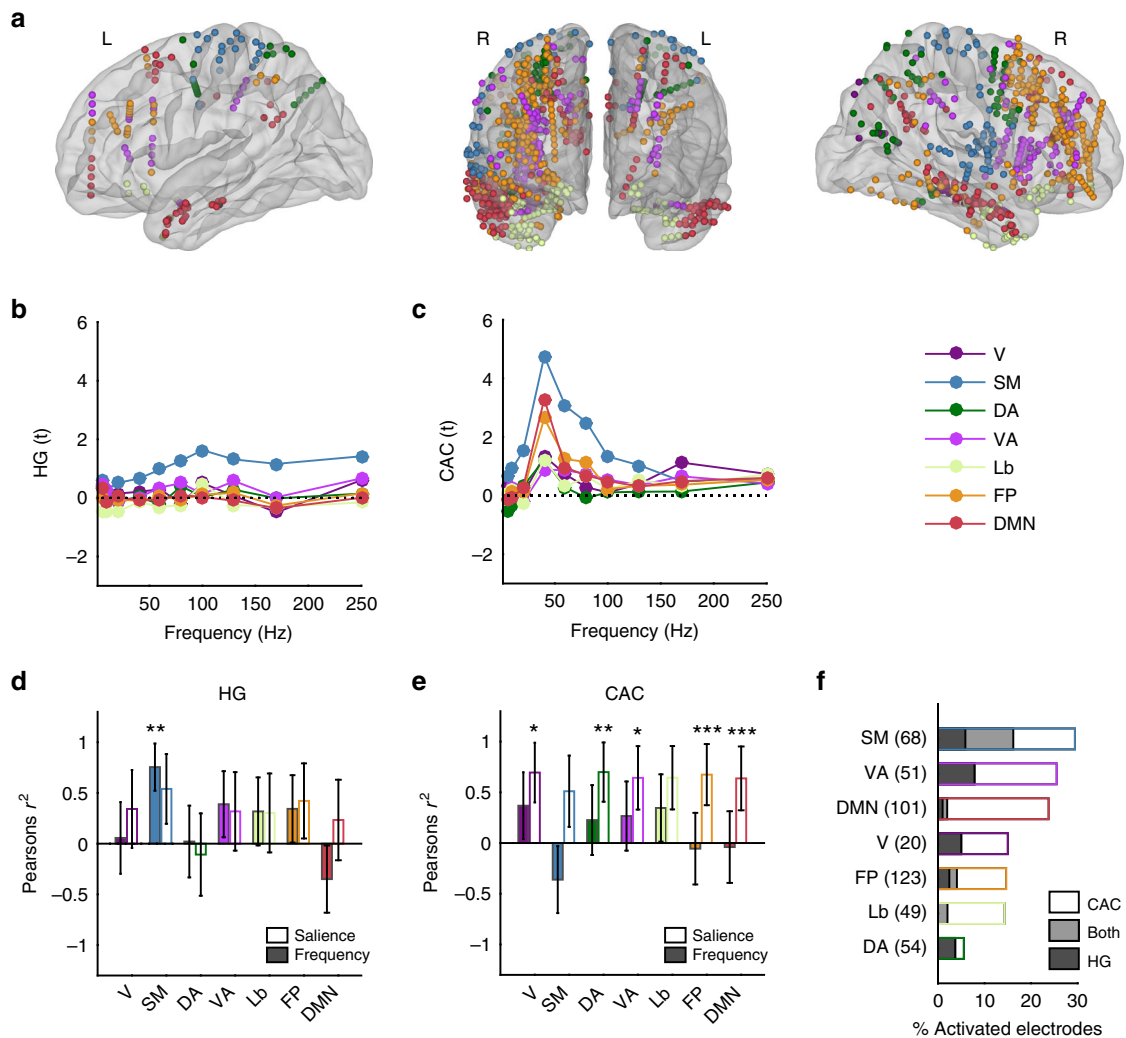 a
L
R
L
R
b
6
4
2
0
−2
HG (t)
50
100
150
200
250
Frequency (Hz)
c
6
4
2
0
−2
CAC (t)
50
100
150
200
250
Frequency (Hz)
V
SM
DA
VA
Lb
FP
DMN
d
HG
**
1
0.5
0
−0.5
−1
Pearsons r²
Salience
Frequency
V
SM
DA
VA
Lb
FP
DMN
e
CAC
*
**
*
***
***
1
0.5
0
−0.5
−1
Pearsons r²
Salience
Frequency
V
SM
DA
VA
Lb
FP
DMN
f
SM (68)
VA (51)
DMN (101)
V (20)
FP (123)
Lb (49)
DA (54)
CAC
Both
HG
0
10
20
30
% Activated electrodes